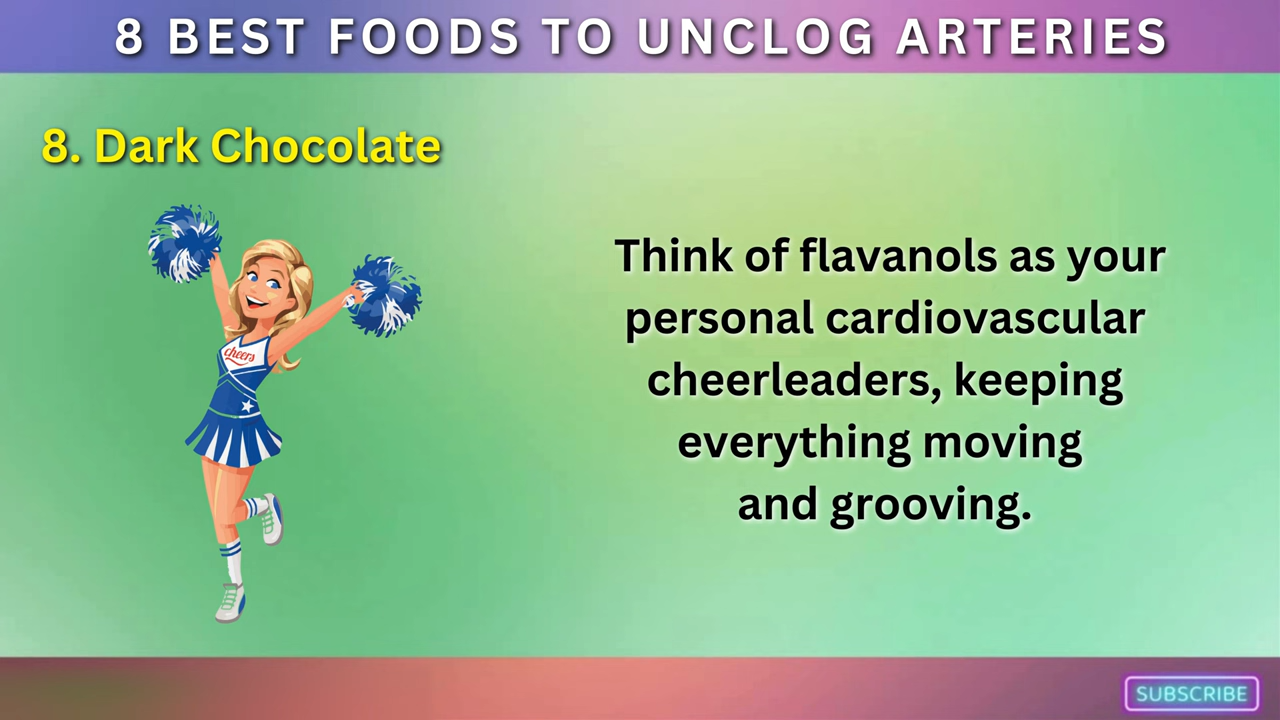 8 BEST FOODS TO UNCLOG ARTERIES
8. Dark Chocolate
cheers
Think of flavanols as your
personal cardiovascular
cheerleaders, keeping
everything moving
and grooving.
SUBSCRIBE